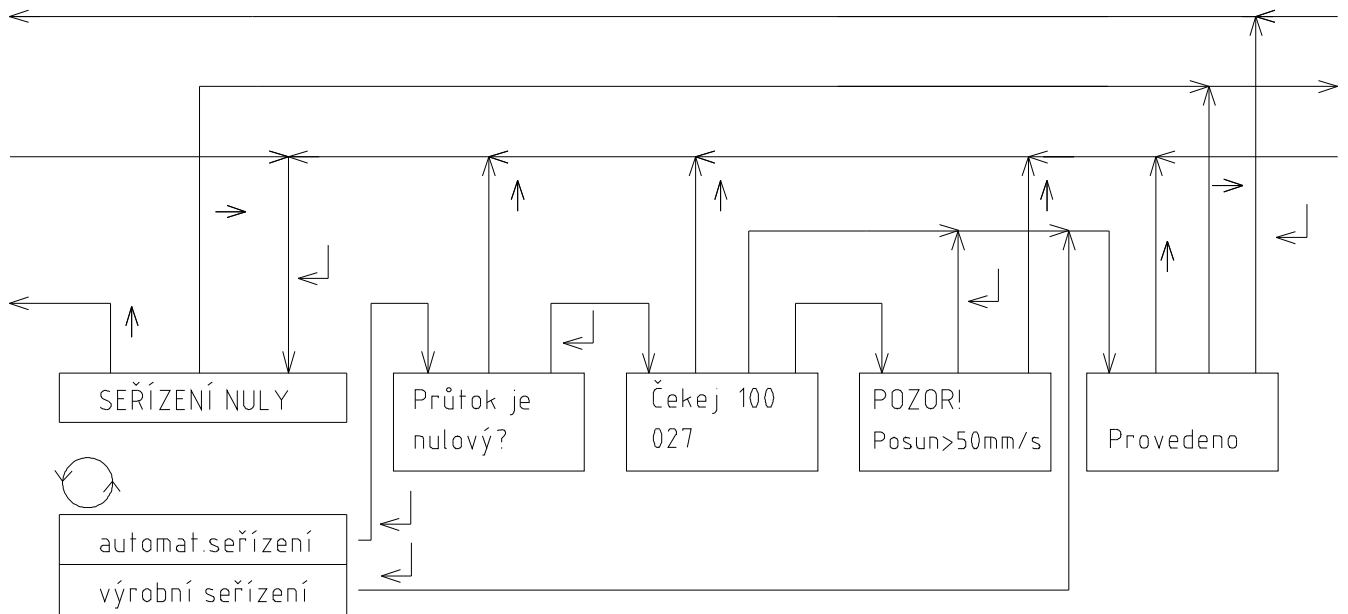 SEŘÍZENÍ NULY
Průtok je
nulový?
Čekej 100
027
POZOR!
Posun>50mm/s
Provedeno
automat.seřízení
výrobní seřízení